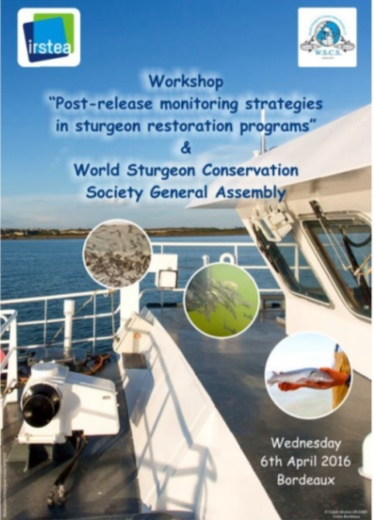 irstea
W.S.C.S.
Workshop
“Post-release monitoring strategies
in sturgeon restoration programs”
&
World Sturgeon Conservation
Society General Assembly
Wednesday
6th April 2016
Bordeaux